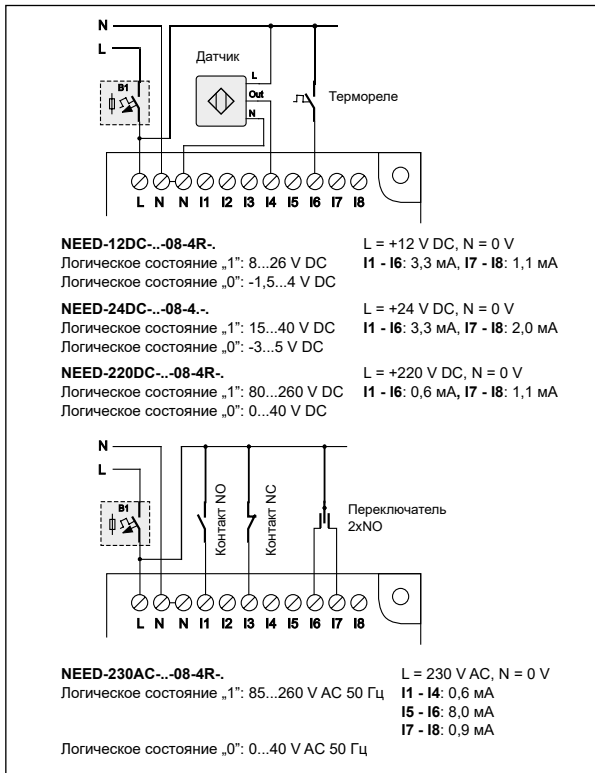 N
L
B1
Датчик
L
Out
N
Термореле
L N N I1 I2 I3 I4 I5 I6 I7 I8
NEED-12DC-..-08-4R-. L = +12 V DC, N = 0 V
Логическое состояние „1”: 8...26 V DC I1 - I6: 3,3 мА, I7 - I8: 1,1 мА
Логическое состояние „0”: -1,5...4 V DC
NEED-24DC-..-08-4.-. L = +24 V DC, N = 0 V
Логическое состояние „1”: 15...40 V DC I1 - I6: 3,3 мА, I7 - I8: 2,0 мА
Логическое состояние „0”: -3...5 V DC
NEED-220DC-..-08-4R-. L = +220 V DC, N = 0 V
Логическое состояние „1”: 80...260 V DC I1 - I6: 0,6 мА, I7 - I8: 1,1 мА
Логическое состояние „0”: 0...40 V DC
N
L
B1
Контакт NO
Контакт NC
Переключатель
2xNO
L N N I1 I2 I3 I4 I5 I6 I7 I8
NEED-230AC-..-08-4R-. L = 230 V AC, N = 0 V
Логическое состояние „1”: 85...260 V AC 50 Гц I1 - I4: 0,6 мА
I5 - I6: 8,0 мА
I7 - I8: 0,9 мА
Логическое состояние „0”: 0...40 V AC 50 Гц